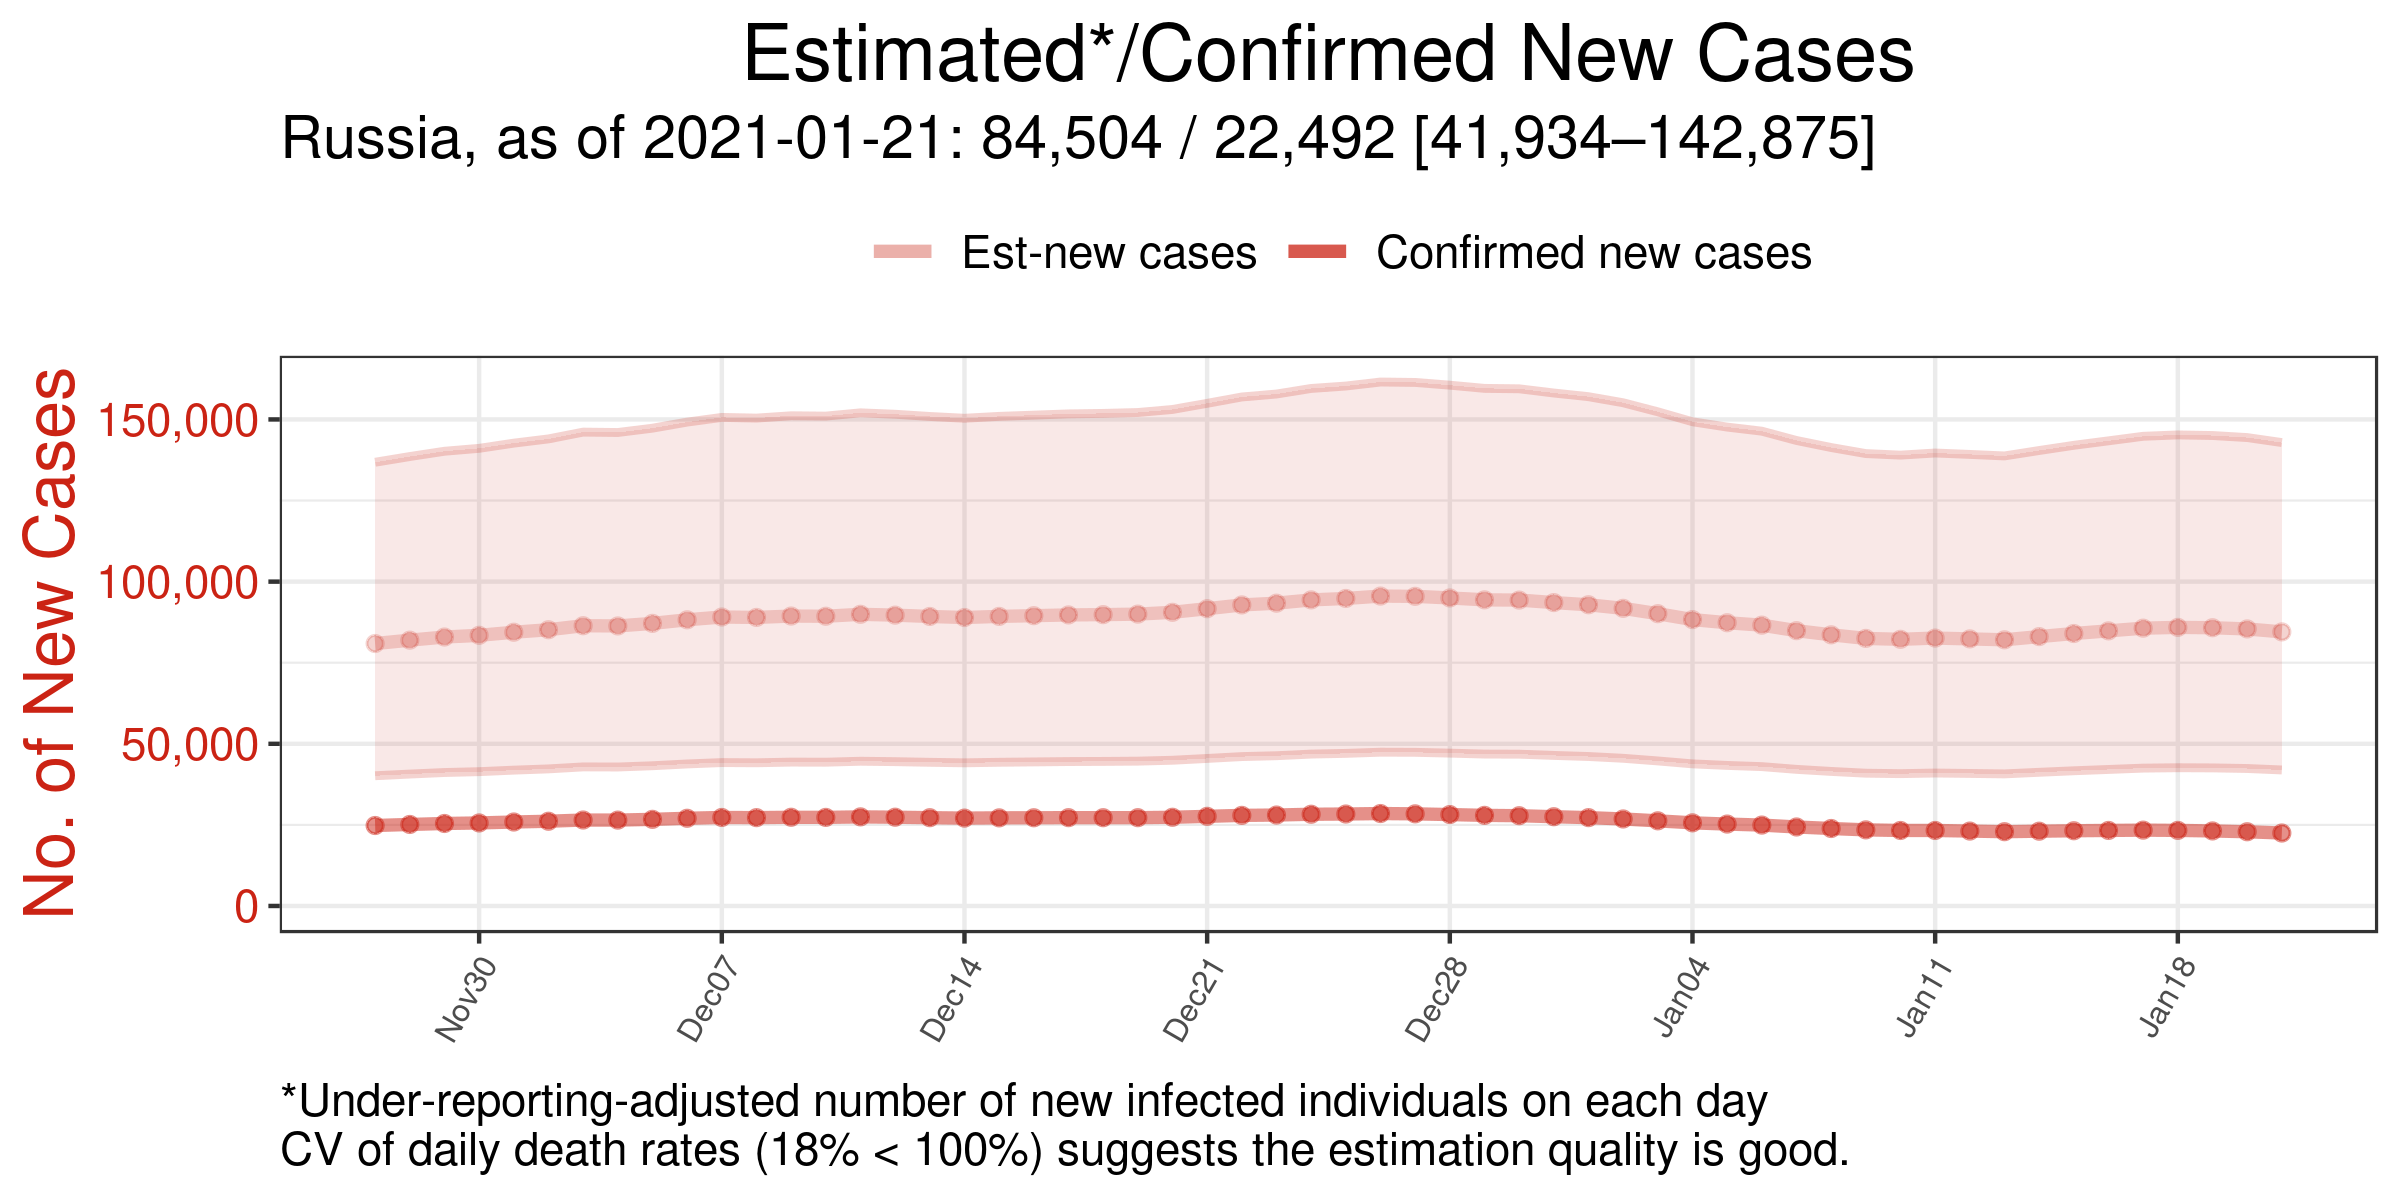 Estimated*/Confirmed New Cases
Russia, as of 2021-01-21: 84,504 / 22,492 [41,934–142,875]
Est-new cases
Confirmed new cases
No. of New Cases
150,000
100,000
50,000
0
Nov30
Dec07
Dec14
Dec21
Dec28
Jan04
Jan11
Jan18
*Under-reporting-adjusted number of new infected individuals on each day
CV of daily death rates (18% < 100%) suggests the estimation quality is good.